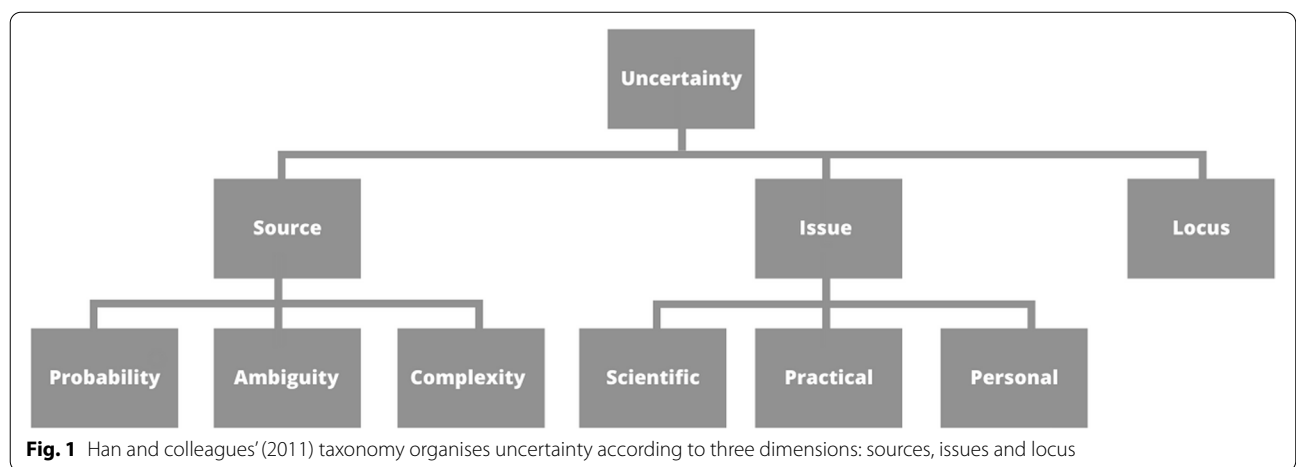 Uncertainty
Source Issue Locus
Probability Ambiguity Complexity Scientific Practical Personal
Fig. 1 Han and colleagues’ (2011) taxonomy organises uncertainty according to three dimensions: sources, issues and locus